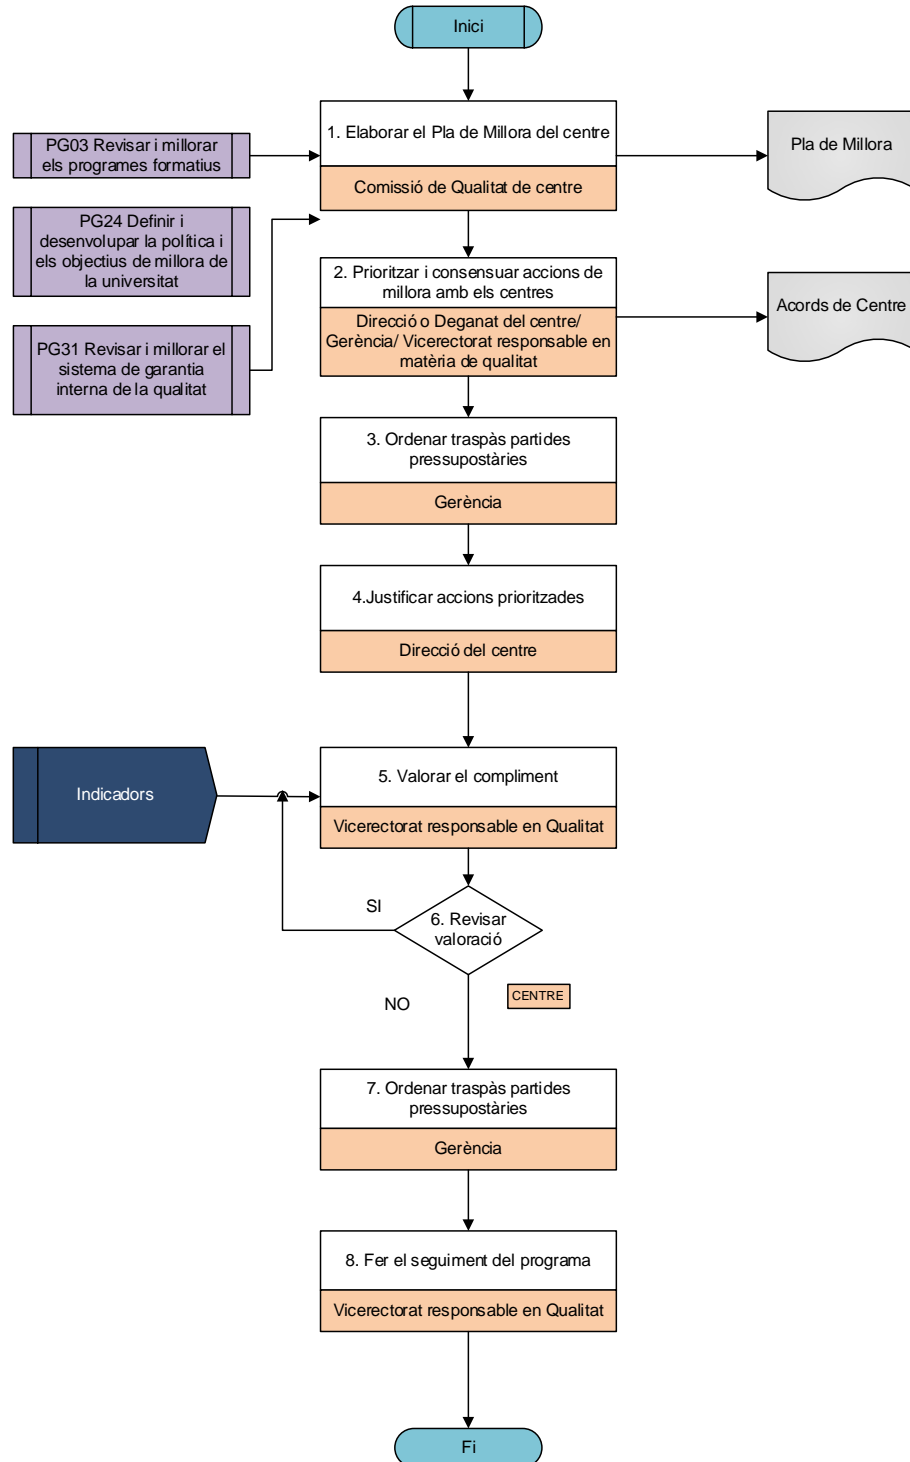 Inici
1. Elaborar el Pla de Millora del centre
Comissió de Qualitat de centre
PG03 Revisar i millorar
els programes formatius
Pla de Millora
PG24 Definir i
desenvolupar la política i
els objectius de millora de
la universitat
2. Prioritzar i consensuar accions de
millora amb els centres
Direcció o Deganat del centre/
Gerència/ Vicerectorat responsable en
matèria de qualitat
Acords de Centre
PG31 Revisar i millorar el
sistema de garantia
interna de la qualitat
3. Ordenar traspàs partides
pressupostàries
Gerència
4.Justificar accions prioritzades
Direcció del centre
Indicadors
5. Valorar el compliment
Vicerectorat responsable en Qualitat
SI
6. Revisar
valoració
NO
CENTRE
7. Ordenar traspàs partides
pressupostàries
Gerència
8. Fer el seguiment del programa
Vicerectorat responsable en Qualitat
Fi